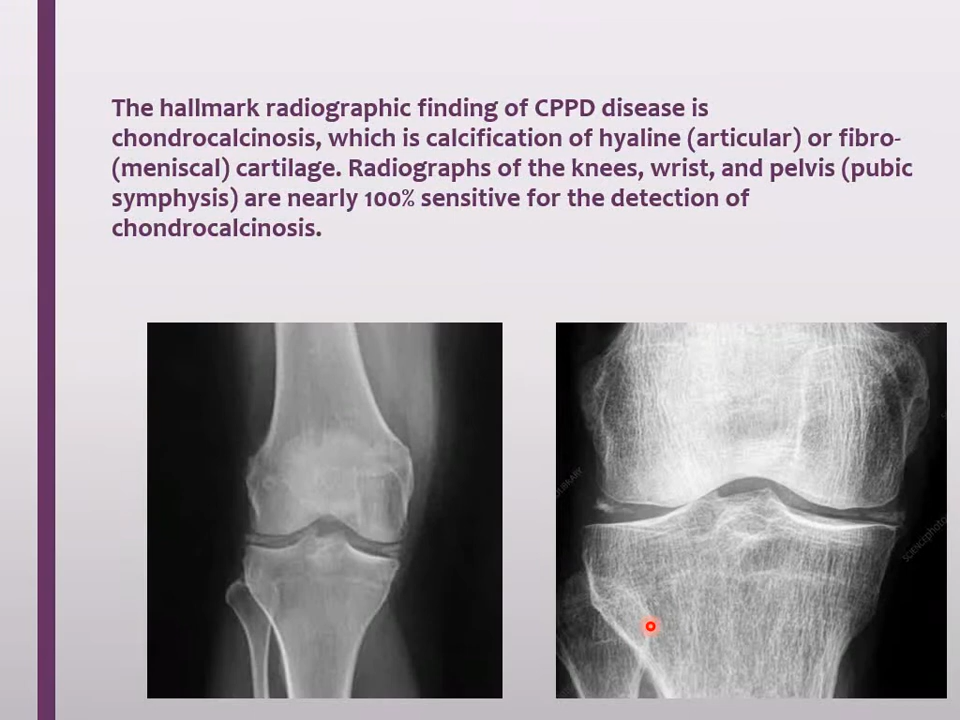 The hallmark radiographic finding of CPPD disease is
chondrocalcinosis, which is calcification of hyaline (articular) or fibro-
(meniscal) cartilage. Radiographs of the knees, wrist, and pelvis (pubic
symphysis) are nearly 100% sensitive for the detection of
chondrocalcinosis.